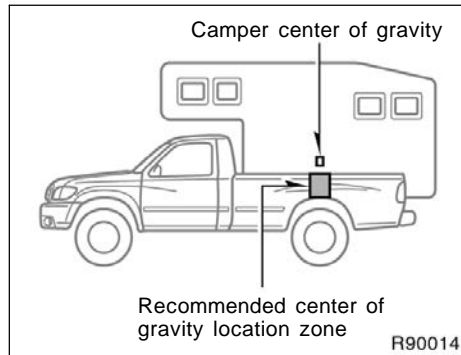 Camper center of gravity
Recommended center of
gravity location zone
R90014